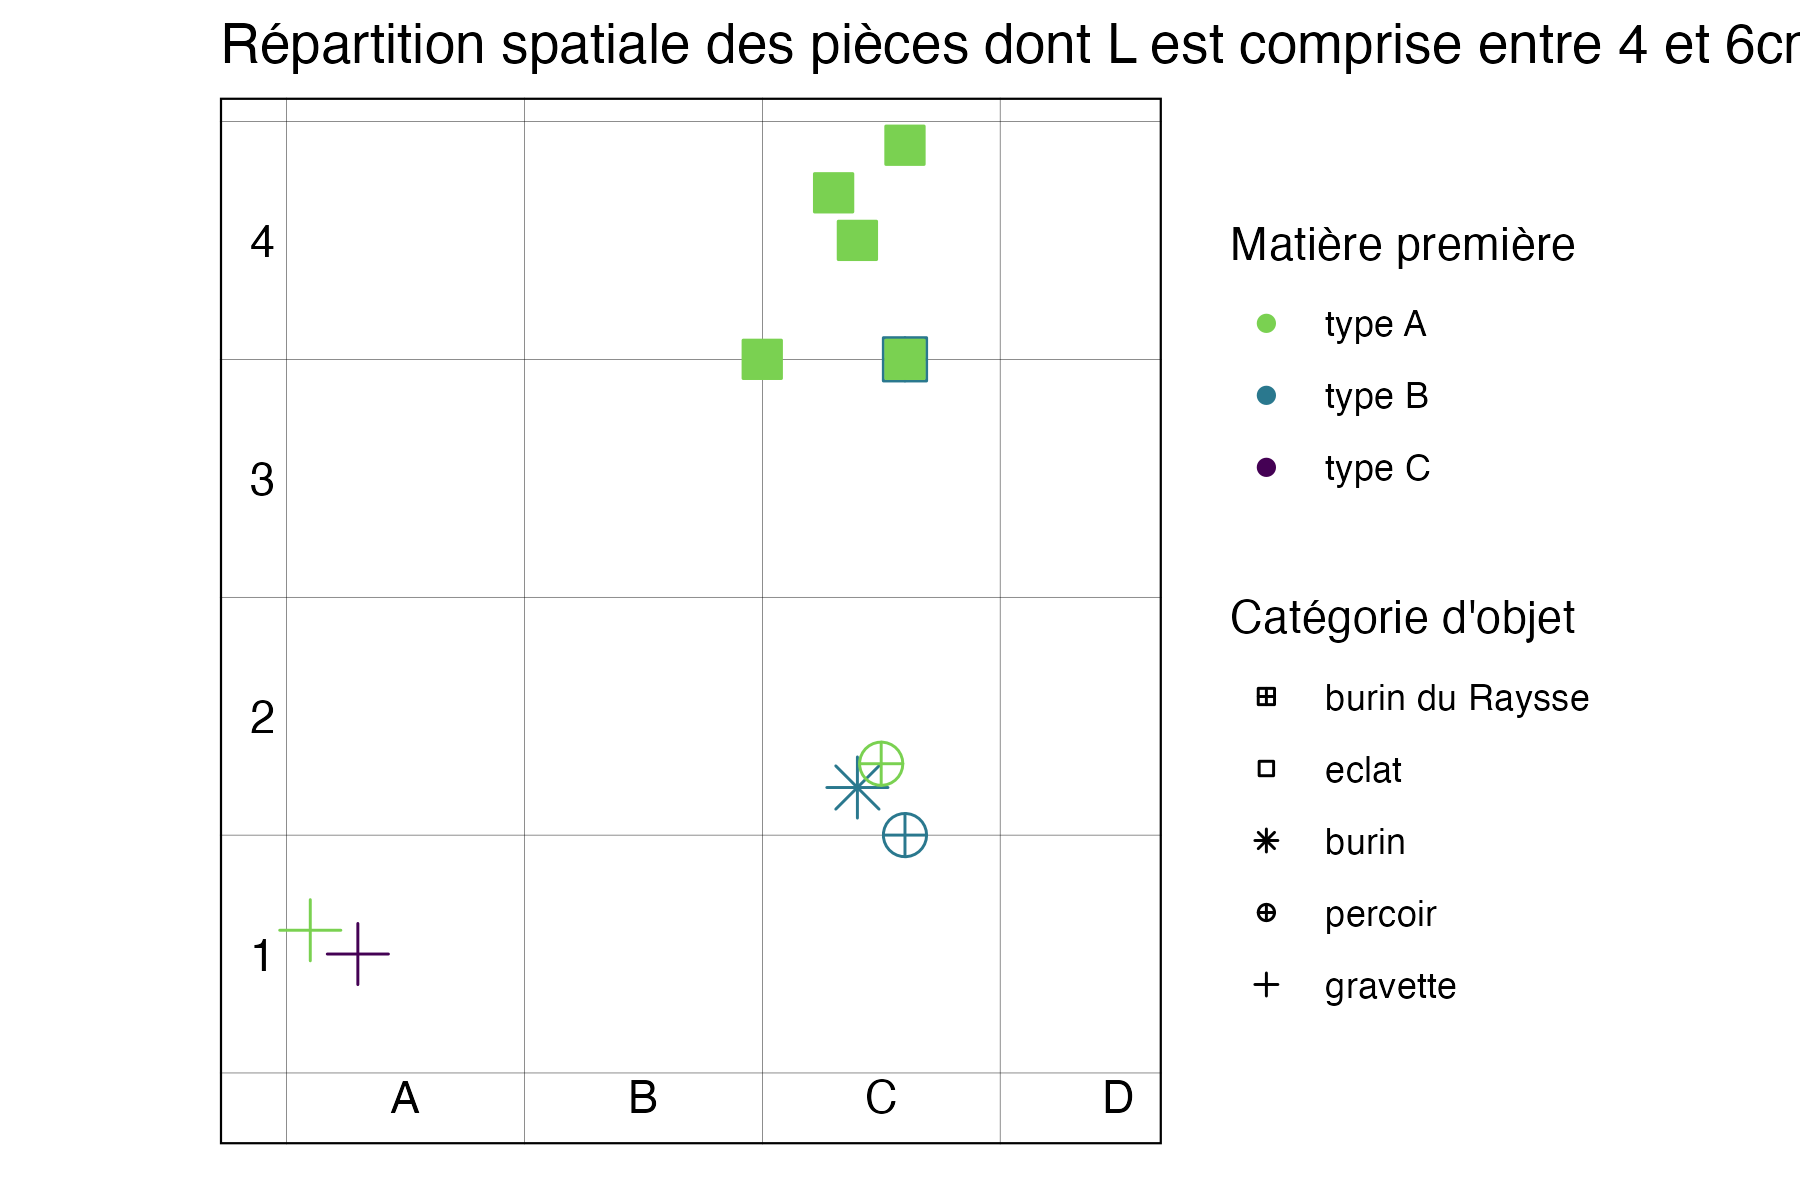 Répartition spatiale des pièces dont L est comprise entre 4 et 6cr
4
3
2
1
A
B
C
D
Matière première
type A
type B
type C
Catégorie d'objet
burin du Raysse
eclat
burin
percoir
gravette